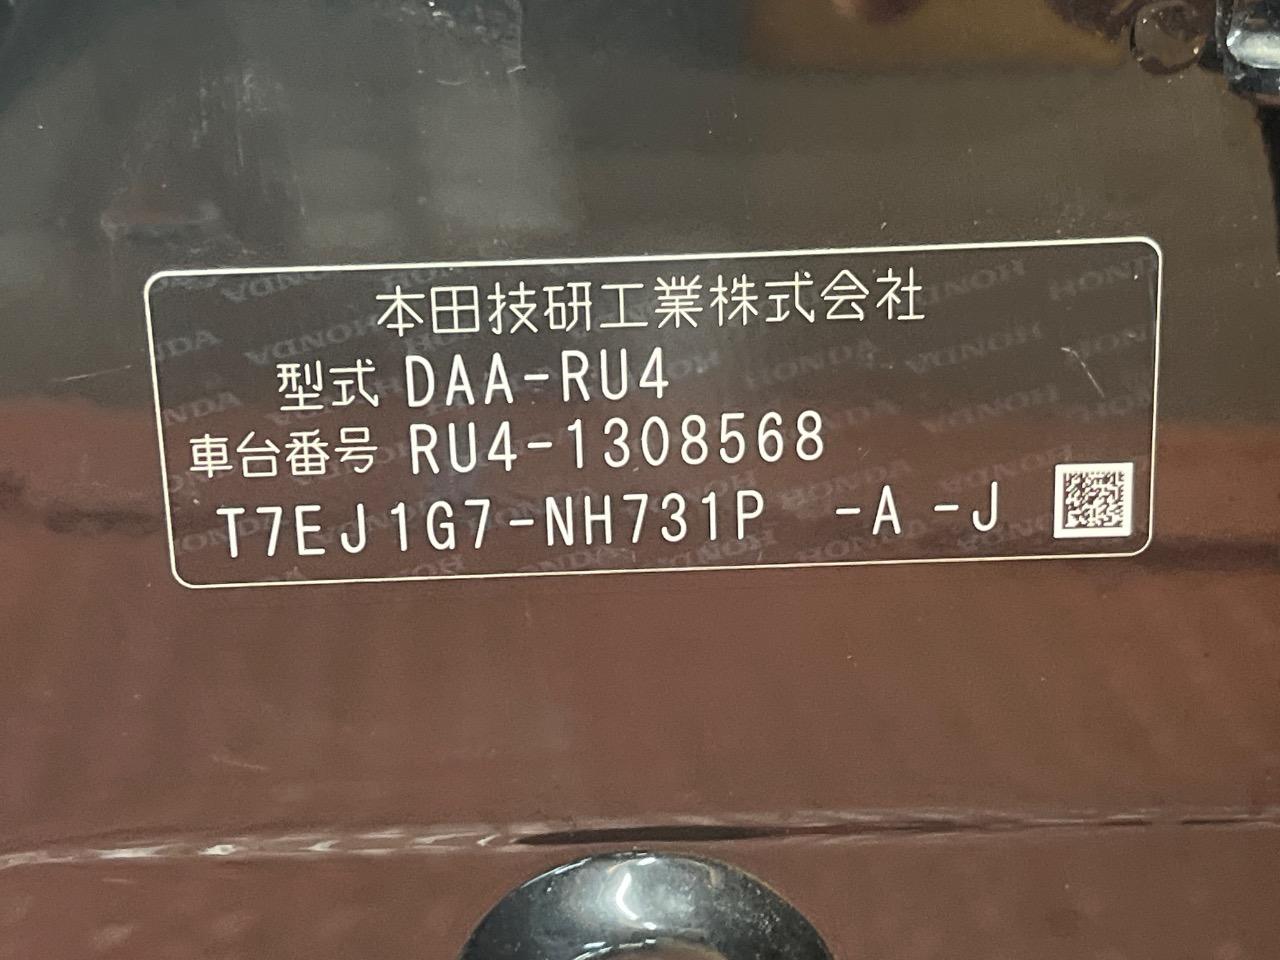 本田技研工業株式会社
型式 DAA-RU4
車台番号 RU4-1308568
T7EJ1G7-NH731P -A -J